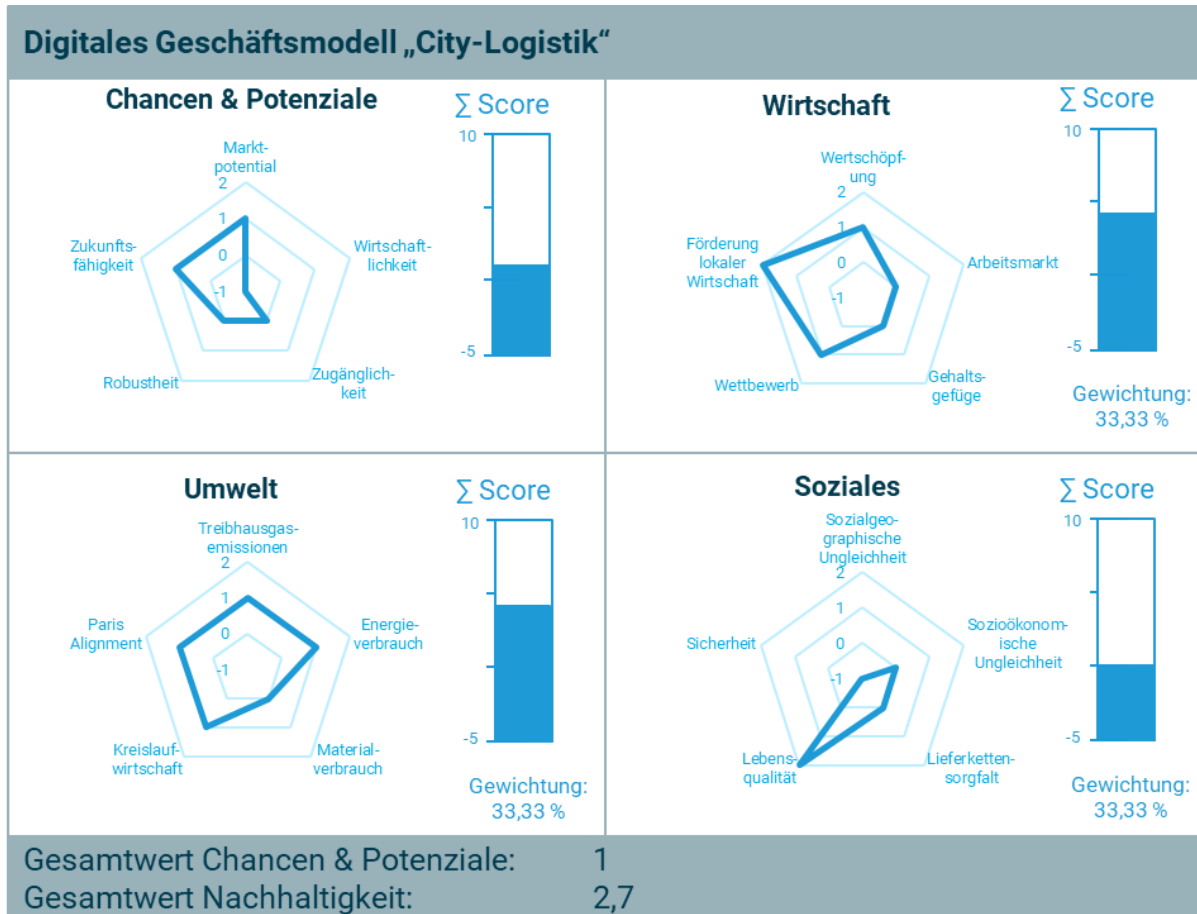 Digitales Geschäftsmodell „City-Logistik“
Chancen & Potenziale
∑ Score
10
-5
Markt-
potential
2
1
0
-1
Zukunfts-
fähigkeit
Wirtschaft-
lichkeit
Robustheit
Zugänglich-
keit
Wirtschaft
∑ Score
10
-5
Wertschöpf-
ung
2
1
0
-1
Förderung
lokaler
Wirtschaft
Arbeitsmarkt
Wettbewerb
Gehalts-
gefüge
Gewichtung:
33,33 %
Umwelt
∑ Score
10
-5
Treibhausgas-
emissionen
2
1
0
-1
Paris
Alignment
Energie-
verbrauch
Kreislauf-
wirtschaft
Material-
verbrauch
Gewichtung:
33,33 %
Soziales
∑ Score
10
-5
Sozialgeo-
graphische
Ungleichheit
2
1
0
-1
Sicherheit
Sozioökonom-
ische
Ungleichheit
Lebens-
qualität
Lieferketten-
sorgfalt
Gewichtung:
33,33 %
Gesamtwert Chancen & Potenziale: 1
Gesamtwert Nachhaltigkeit: 2,7